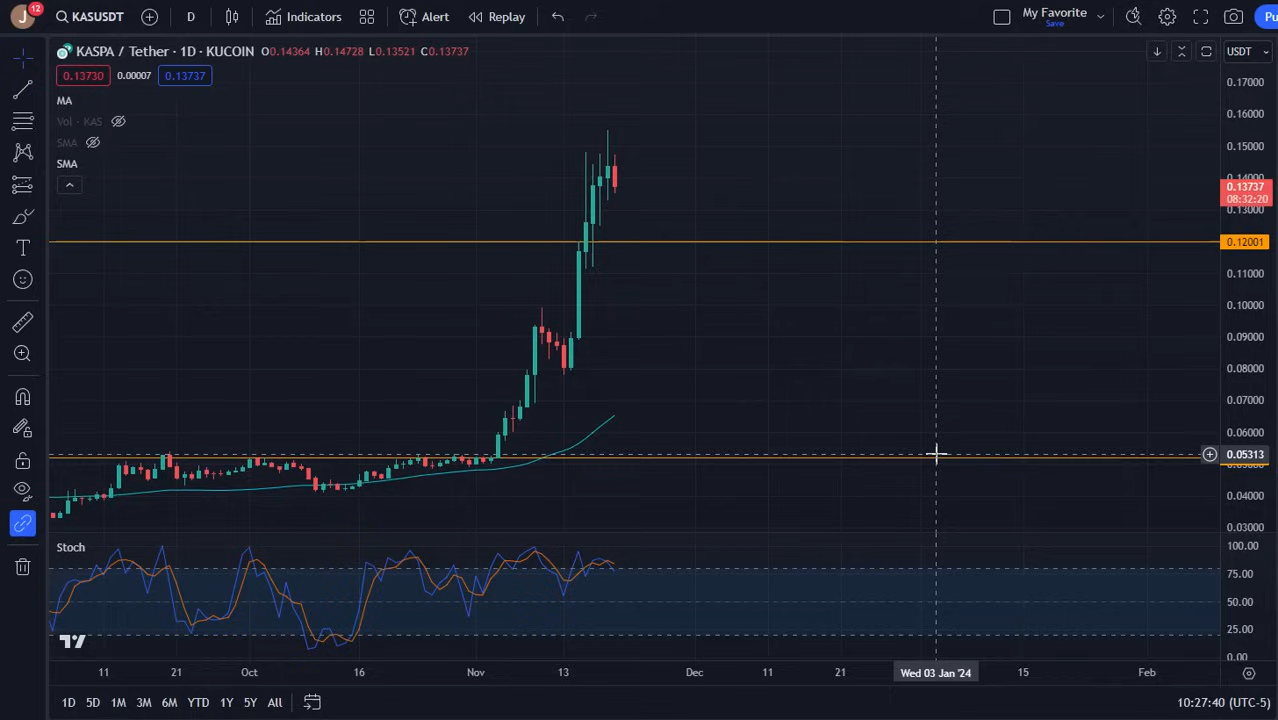 J 12 KASUSDT D Indicators Alert Replay My Favorite Save Pu
KASPA / Tether · 1D · KUCOIN O0.14364 H0.14728 L0.13521 C0.13737 USDT
0.13730 0.00007 0.13737
MA
Vol · KAS
SMA
SMA
0.17000
0.16000
0.15000
0.14000
0.13737
08:32:20
0.13000
0.12001
0.11000
0.10000
0.09000
0.08000
0.07000
0.06000
0.05313
0.04000
0.03000
Stoch
100.00
75.00
50.00
25.00
0.00
11 21 Oct 16 Nov 13 Dec 11 21 Wed 03 Jan '24 15 Feb
1D 5D 1M 3M 6M YTD 1Y 5Y All 10:27:40 (UTC-5)